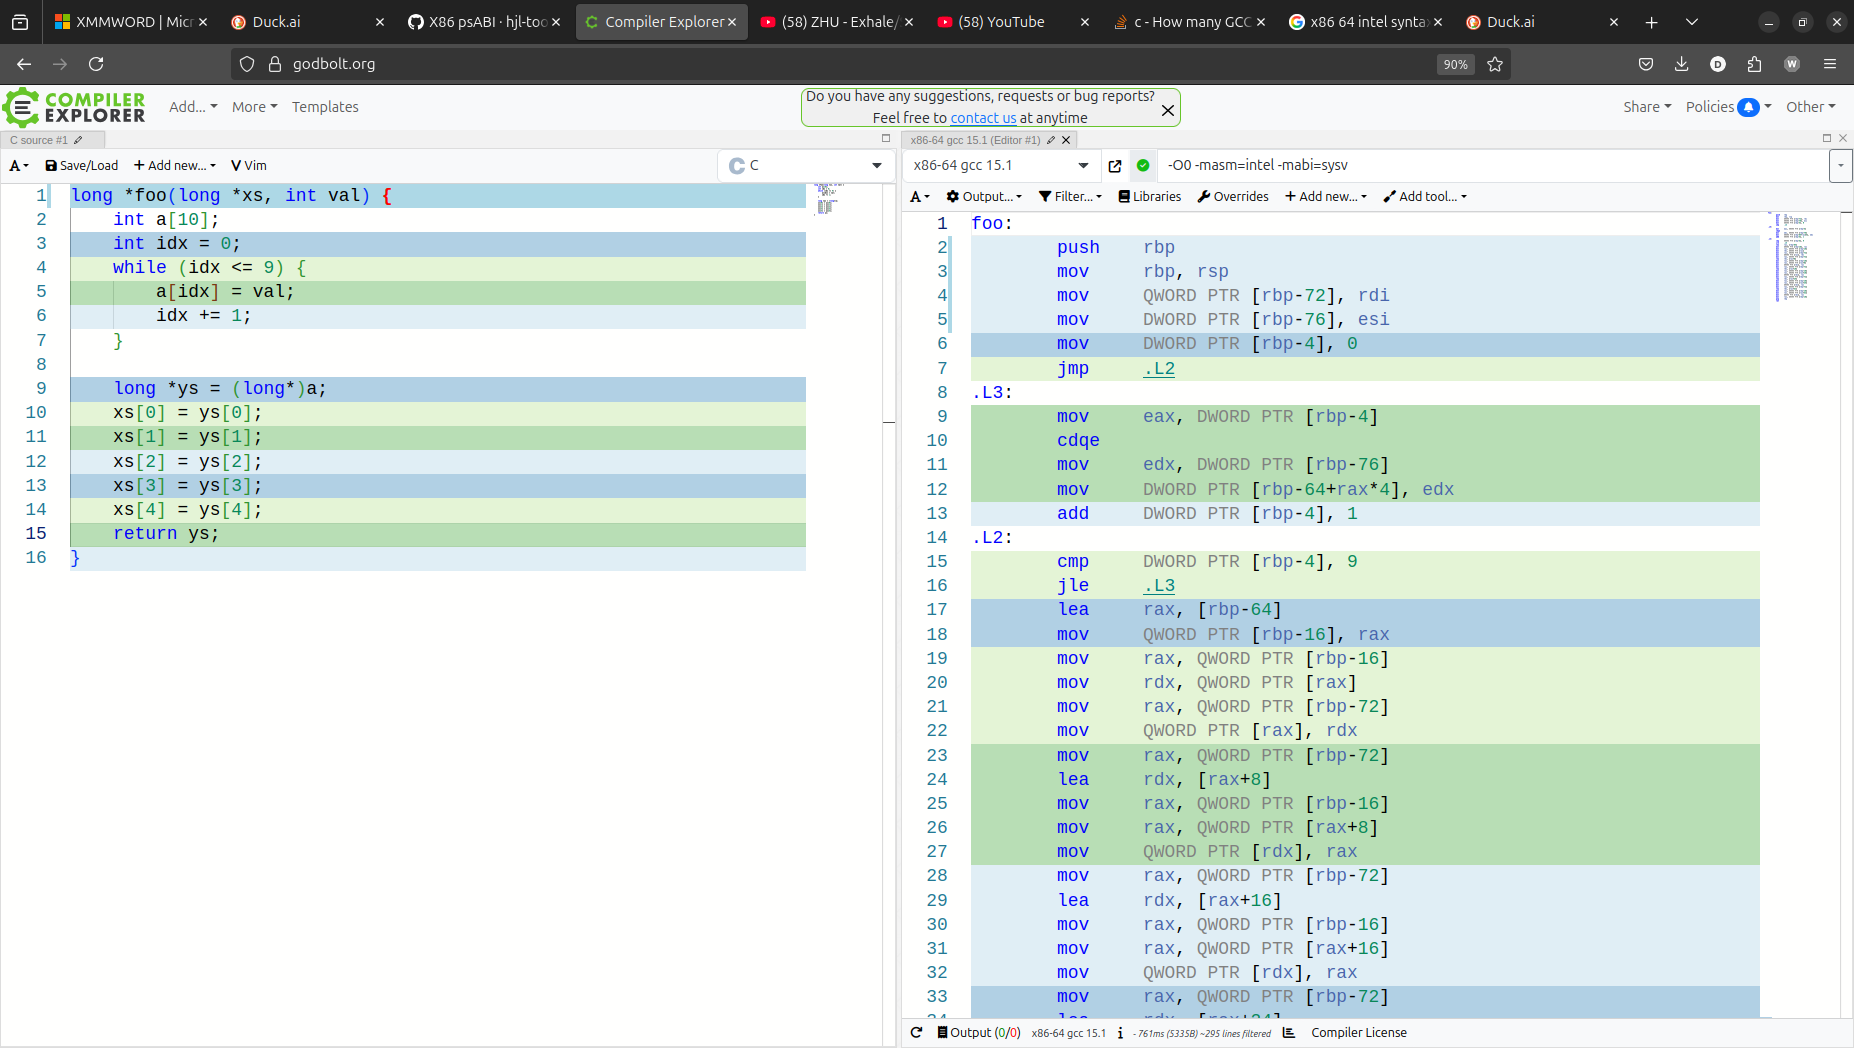 XMMWORD | Micr
Duck.ai
X86 psABI · hjl-too
Compiler Explorer
(58) ZHU - Exhale/
(58) YouTube
c - How many GCC
x86 64 intel synta
Duck.ai
godbolt.org
90%
COMPILER
EXPLORER
Add...
More
Templates
Do you have any suggestions, requests or bug reports?
Feel free to contact us at anytime
Share
Policies
Other
C source #1
A
Save/Load
+ Add new...
Vim
C
1 long *foo(long *xs, int val) {
2 int a[10];
3 int idx = 0;
4 while (idx <= 9) {
5 a[idx] = val;
6 idx += 1;
7 }
8
9 long *ys = (long*)a;
10 xs[0] = ys[0];
11 xs[1] = ys[1];
12 xs[2] = ys[2];
13 xs[3] = ys[3];
14 xs[4] = ys[4];
15 return ys;
16 }
x86-64 gcc 15.1 (Editor #1)
x86-64 gcc 15.1
-O0 -masm=intel -mabi=sysv
A
Output...
Filter...
Libraries
Overrides
+ Add new...
Add tool...
1 foo:
2 push rbp
3 mov rbp, rsp
4 mov QWORD PTR [rbp-72], rdi
5 mov DWORD PTR [rbp-76], esi
6 mov DWORD PTR [rbp-4], 0
7 jmp .L2
8 .L3:
9 mov eax, DWORD PTR [rbp-4]
10 cdqe
11 mov edx, DWORD PTR [rbp-76]
12 mov DWORD PTR [rbp-64+rax*4], edx
13 add DWORD PTR [rbp-4], 1
14 .L2:
15 cmp DWORD PTR [rbp-4], 9
16 jle .L3
17 lea rax, [rbp-64]
18 mov QWORD PTR [rbp-16], rax
19 mov rax, QWORD PTR [rbp-16]
20 mov rdx, QWORD PTR [rax]
21 mov rax, QWORD PTR [rbp-72]
22 mov QWORD PTR [rax], rdx
23 mov rax, QWORD PTR [rbp-72]
24 lea rdx, [rax+8]
25 mov rax, QWORD PTR [rbp-16]
26 mov rax, QWORD PTR [rax+8]
27 mov QWORD PTR [rdx], rax
28 mov rax, QWORD PTR [rbp-72]
29 lea rdx, [rax+16]
30 mov rax, QWORD PTR [rbp-16]
31 mov rax, QWORD PTR [rax+16]
32 mov QWORD PTR [rdx], rax
33 mov rax, QWORD PTR [rbp-72]
Output (0/0)
x86-64 gcc 15.1
- 761ms (5335B) ~295 lines filtered
Compiler License